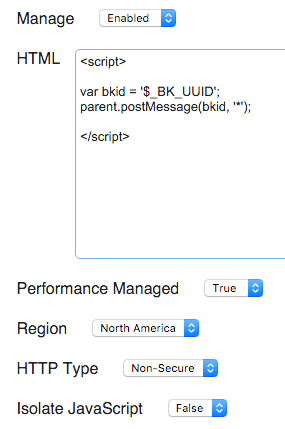 Manage Enabled
HTML <script>
var bkid = '$_BK_UUID';
parent.postMessage(bkid, '*');
</script>
Performance Managed True
Region North America
HTTP Type Non-Secure
Isolate JavaScript False